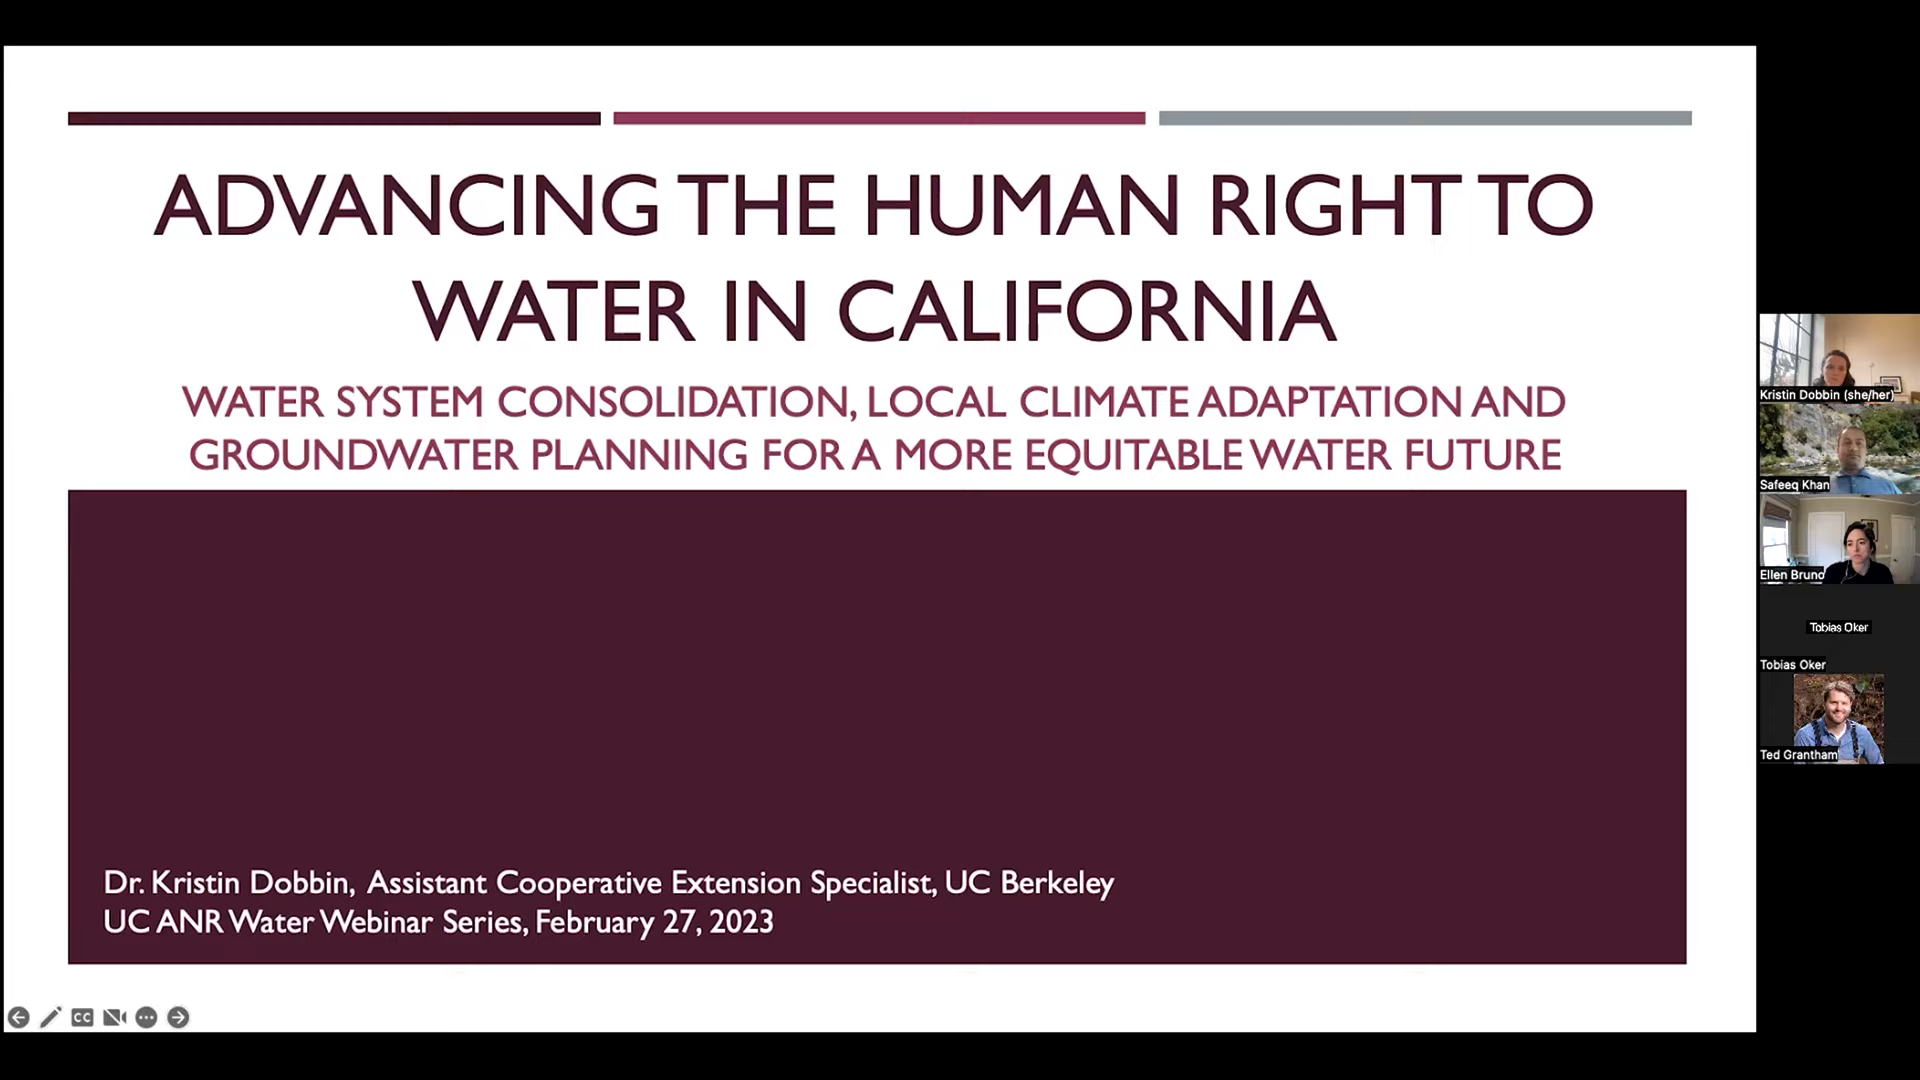 ADVANCING THE HUMAN RIGHT TO
WATER IN CALIFORNIA
WATER SYSTEM CONSOLIDATION, LOCAL CLIMATE ADAPTATION AND
GROUNDWATER PLANNING FOR A MORE EQUITABLE WATER FUTURE
Dr. Kristin Dobbin, Assistant Cooperative Extension Specialist, UC Berkeley
UC ANR Water Webinar Series, February 27, 2023
CC
Kristin Dobbin (she/her)
Safeeq Khan
Ellen Bruno
Tobias Oker
Tobias Oker
Ted Grantham